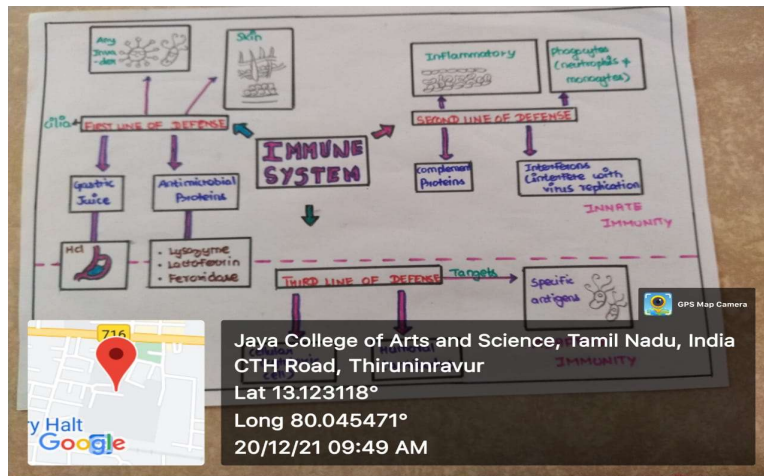 Any
Inva
-der
Skin
Inflammatory
Phagocytes
(neutrophils &
monocytes)
Cilia
FIRST LINE OF DEFENSE
SECOND LINE OF DEFENSE
IMMUNE
SYSTEM
Gastric
Juice
Antimicrobial
Proteins
Complement
Proteins
Interferons
(interfere with
virus replication
INNATE
IMMUNITY
Hcl
• Lysozyme
• Lactoferrin
• Peroxidase
THIRD LINE OF DEFENSE
Targets
Specific
antigens
IMMUNITY
GPS Map Camera
716
ry Halt
Google
Jaya College of Arts and Science, Tamil Nadu, India
CTH Road, Thiruninravur
Lat 13.123118°
Long 80.045471°
20/12/21 09:49 AM